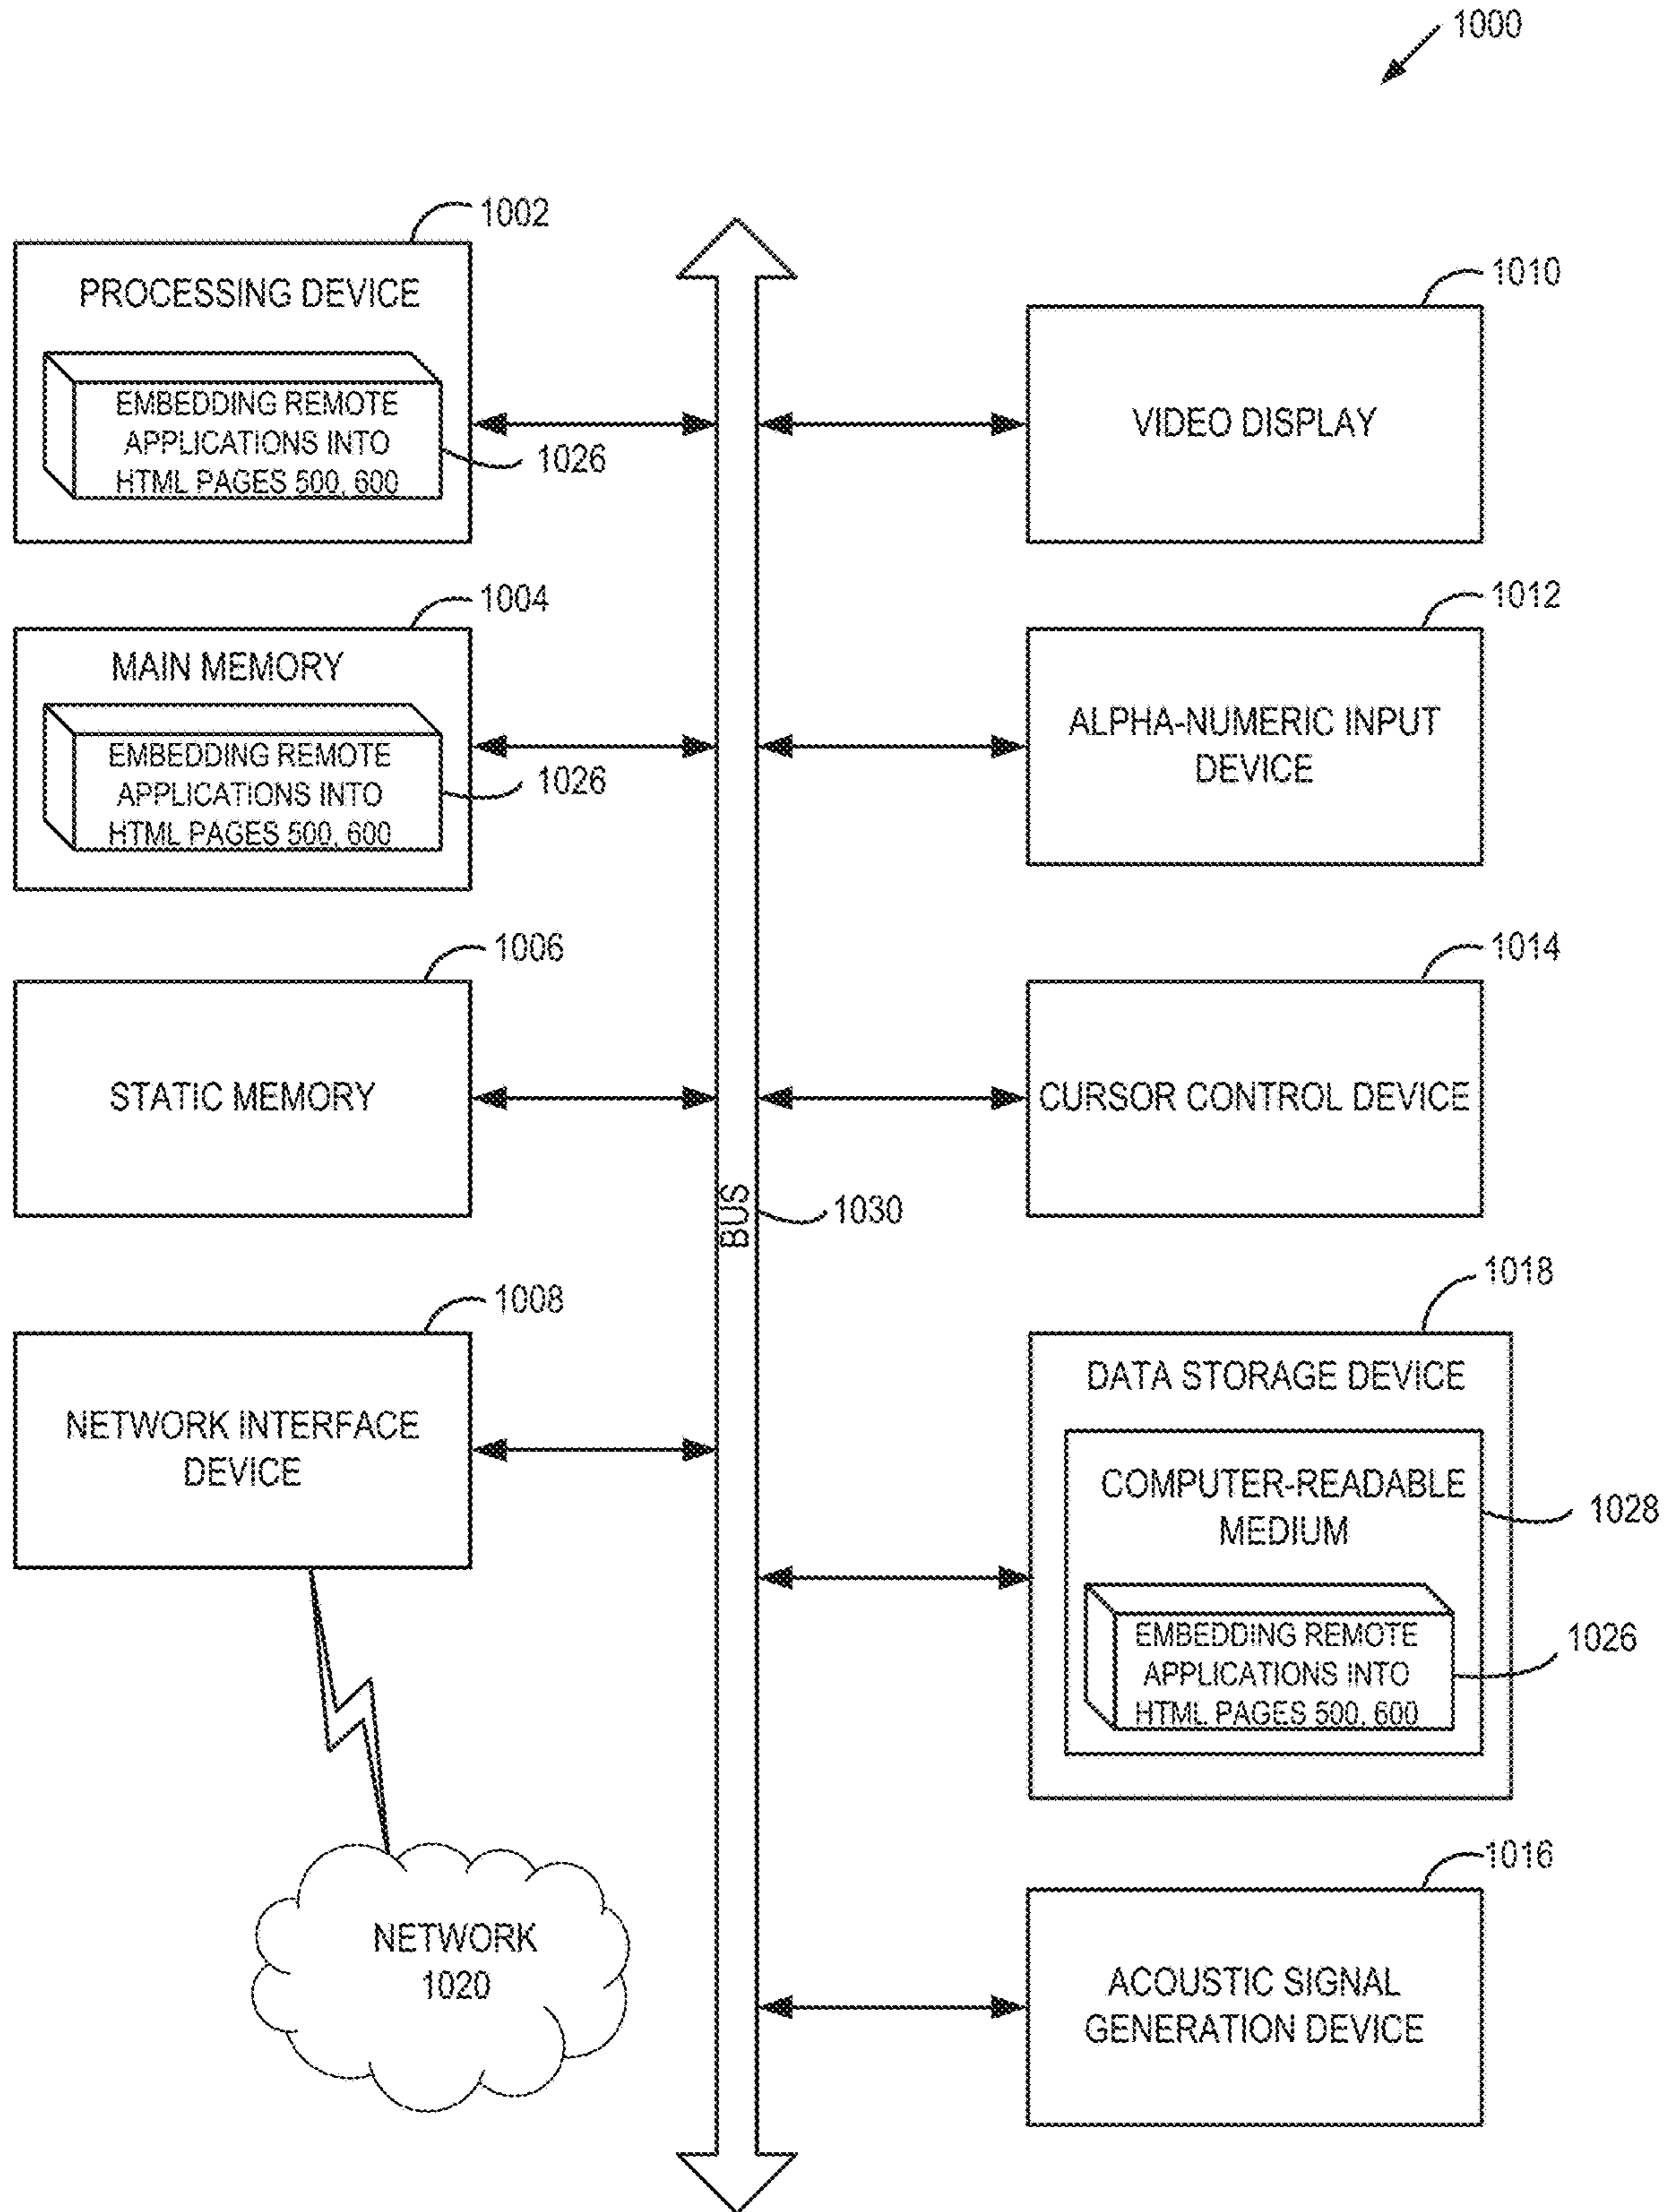 1000
1002
PROCESSING DEVICE
EMBEDDING REMOTE
APPLICATIONS INTO
HTML PAGES 500, 600
1026
1004
MAIN MEMORY
EMBEDDING REMOTE
APPLICATIONS INTO
HTML PAGES 500, 600
1026
1006
STATIC MEMORY
1008
NETWORK INTERFACE
DEVICE
NETWORK
1020
BUS
1030
1010
VIDEO DISPLAY
1012
ALPHA-NUMERIC INPUT
DEVICE
1014
CURSOR CONTROL DEVICE
1018
DATA STORAGE DEVICE
COMPUTER-READABLE
MEDIUM
1028
EMBEDDING REMOTE
APPLICATIONS INTO
HTML PAGES 500, 600
1026
1016
ACOUSTIC SIGNAL
GENERATION DEVICE